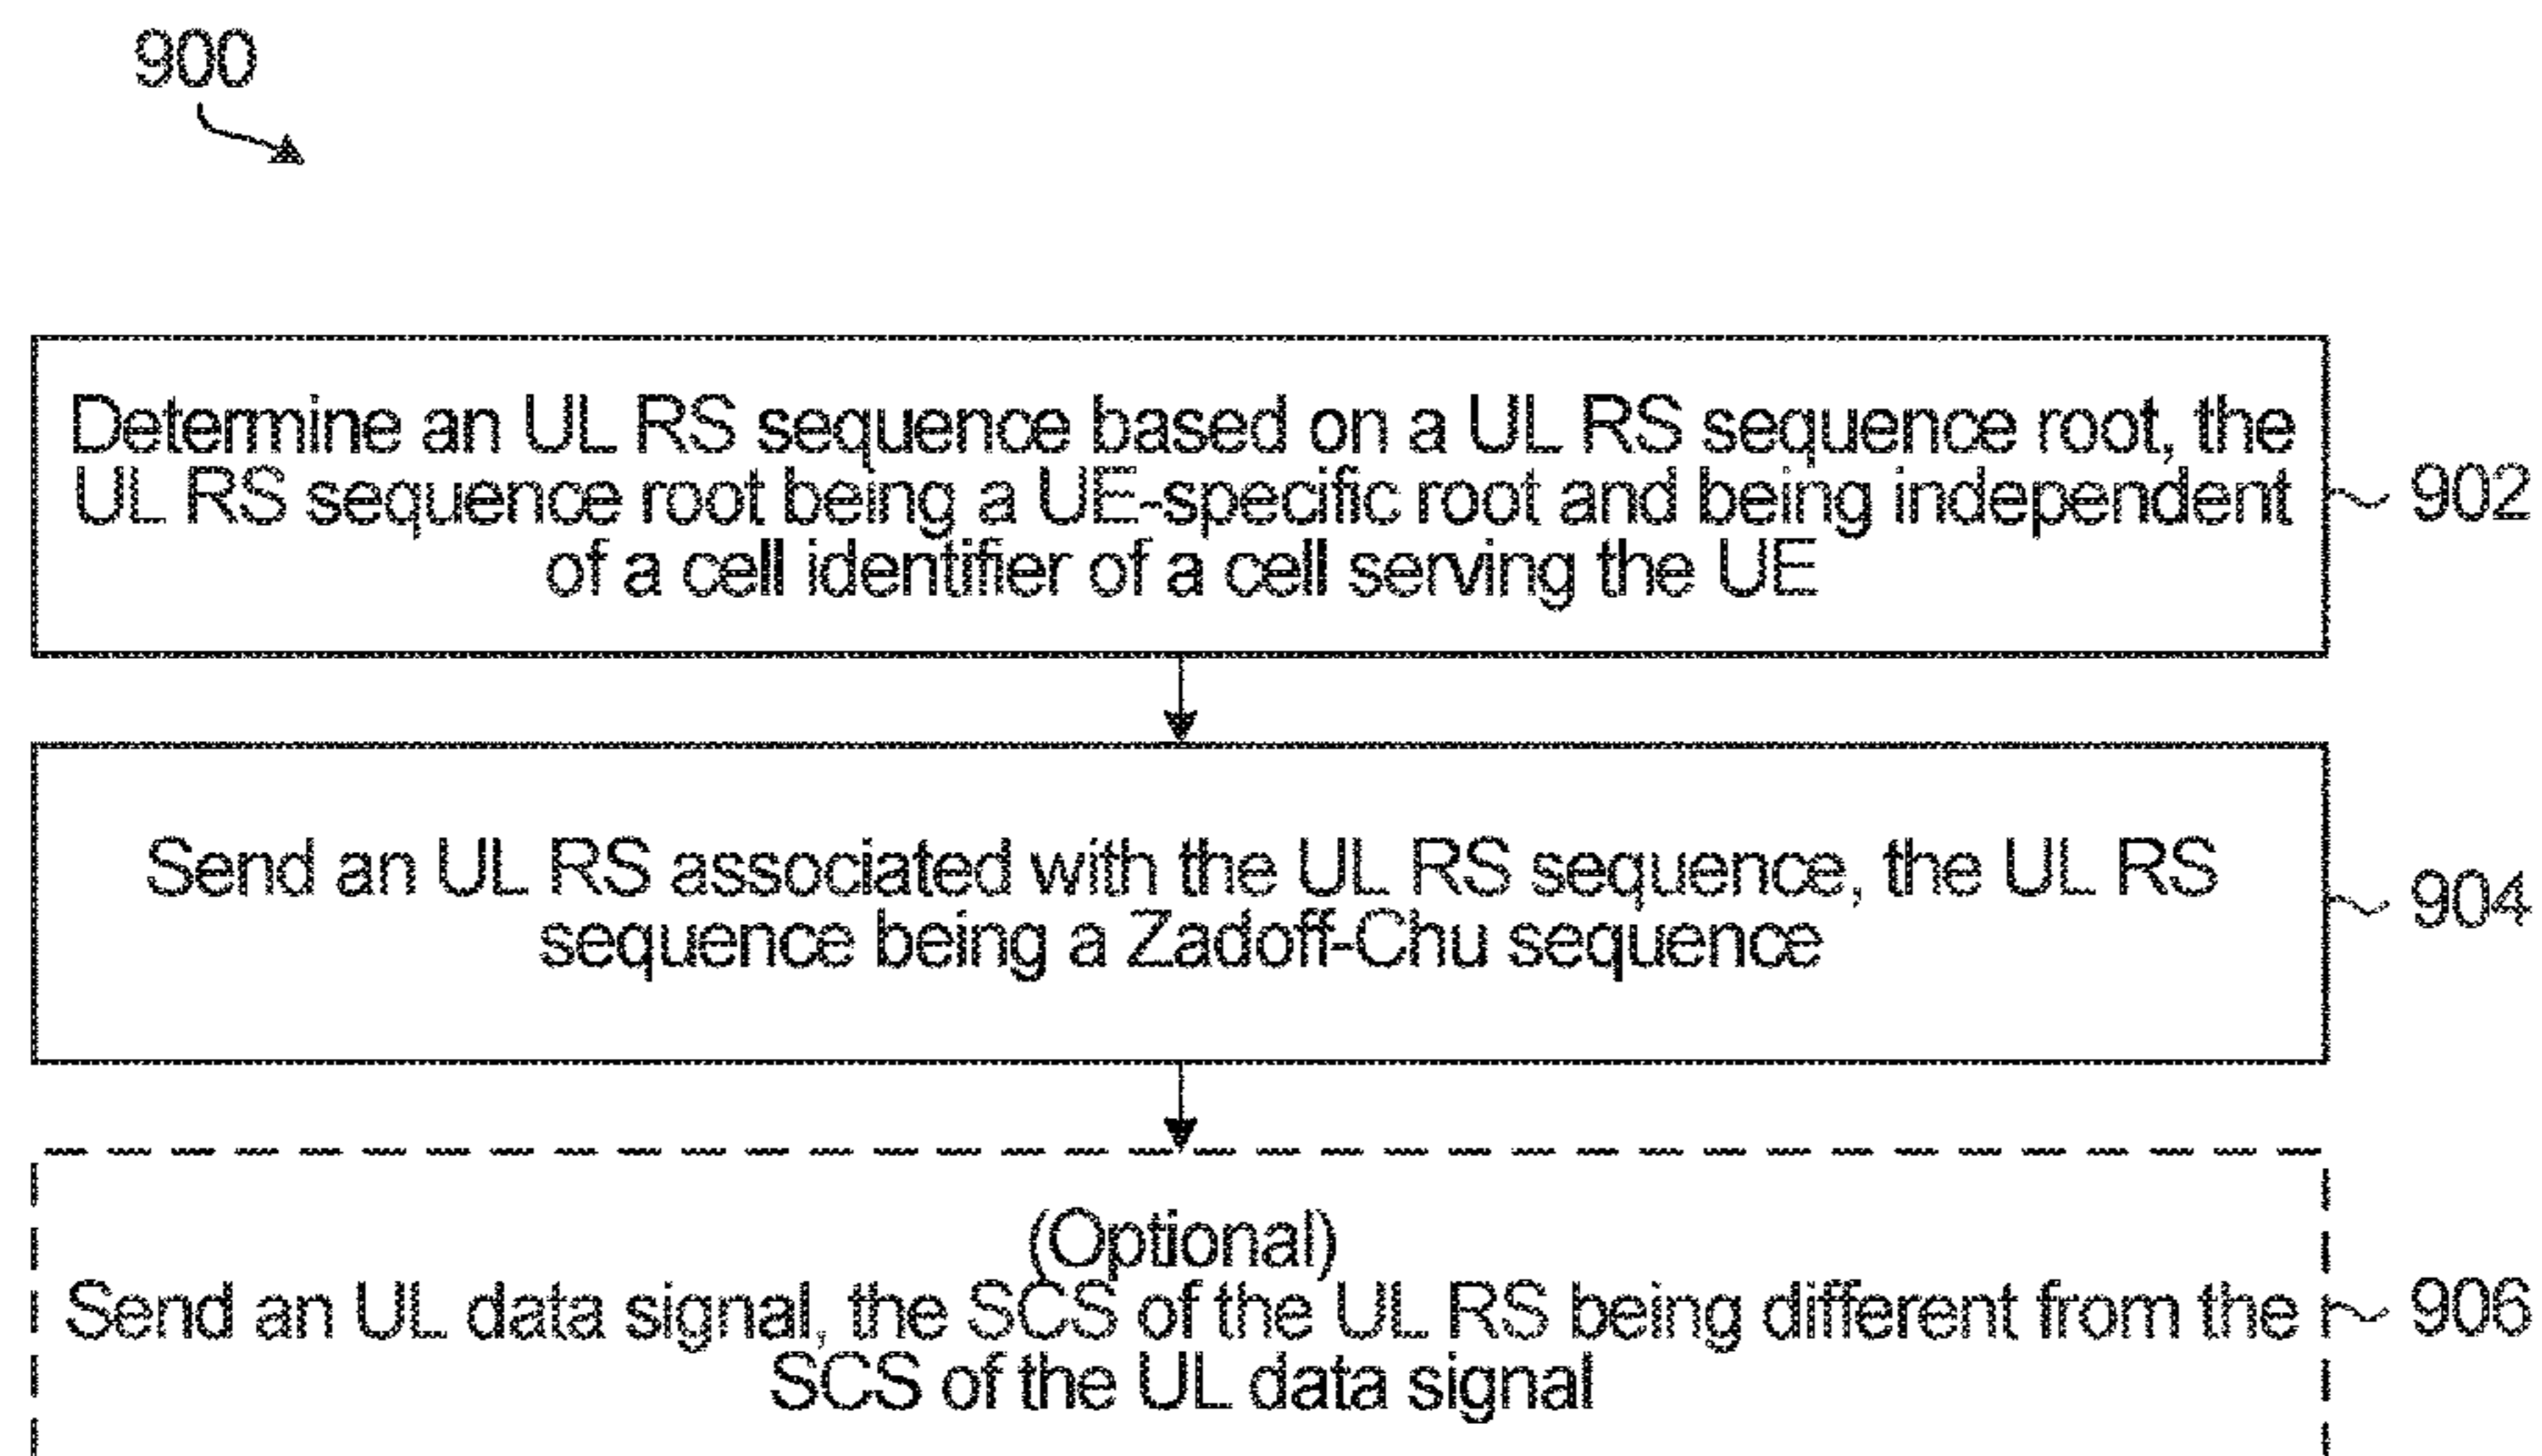 900
Determine an UL RS sequence based on a UL RS sequence root, the
UL RS sequence root being a UE-specific root and being independent
of a cell identifier of a cell serving the UE
902
Send an UL RS associated with the UL RS sequence, the UL RS
sequence being a Zadoff-Chu sequence
904
(Optional)
Send an UL data signal, the SCS of the UL RS being different from the
SCS of the UL data signal
906